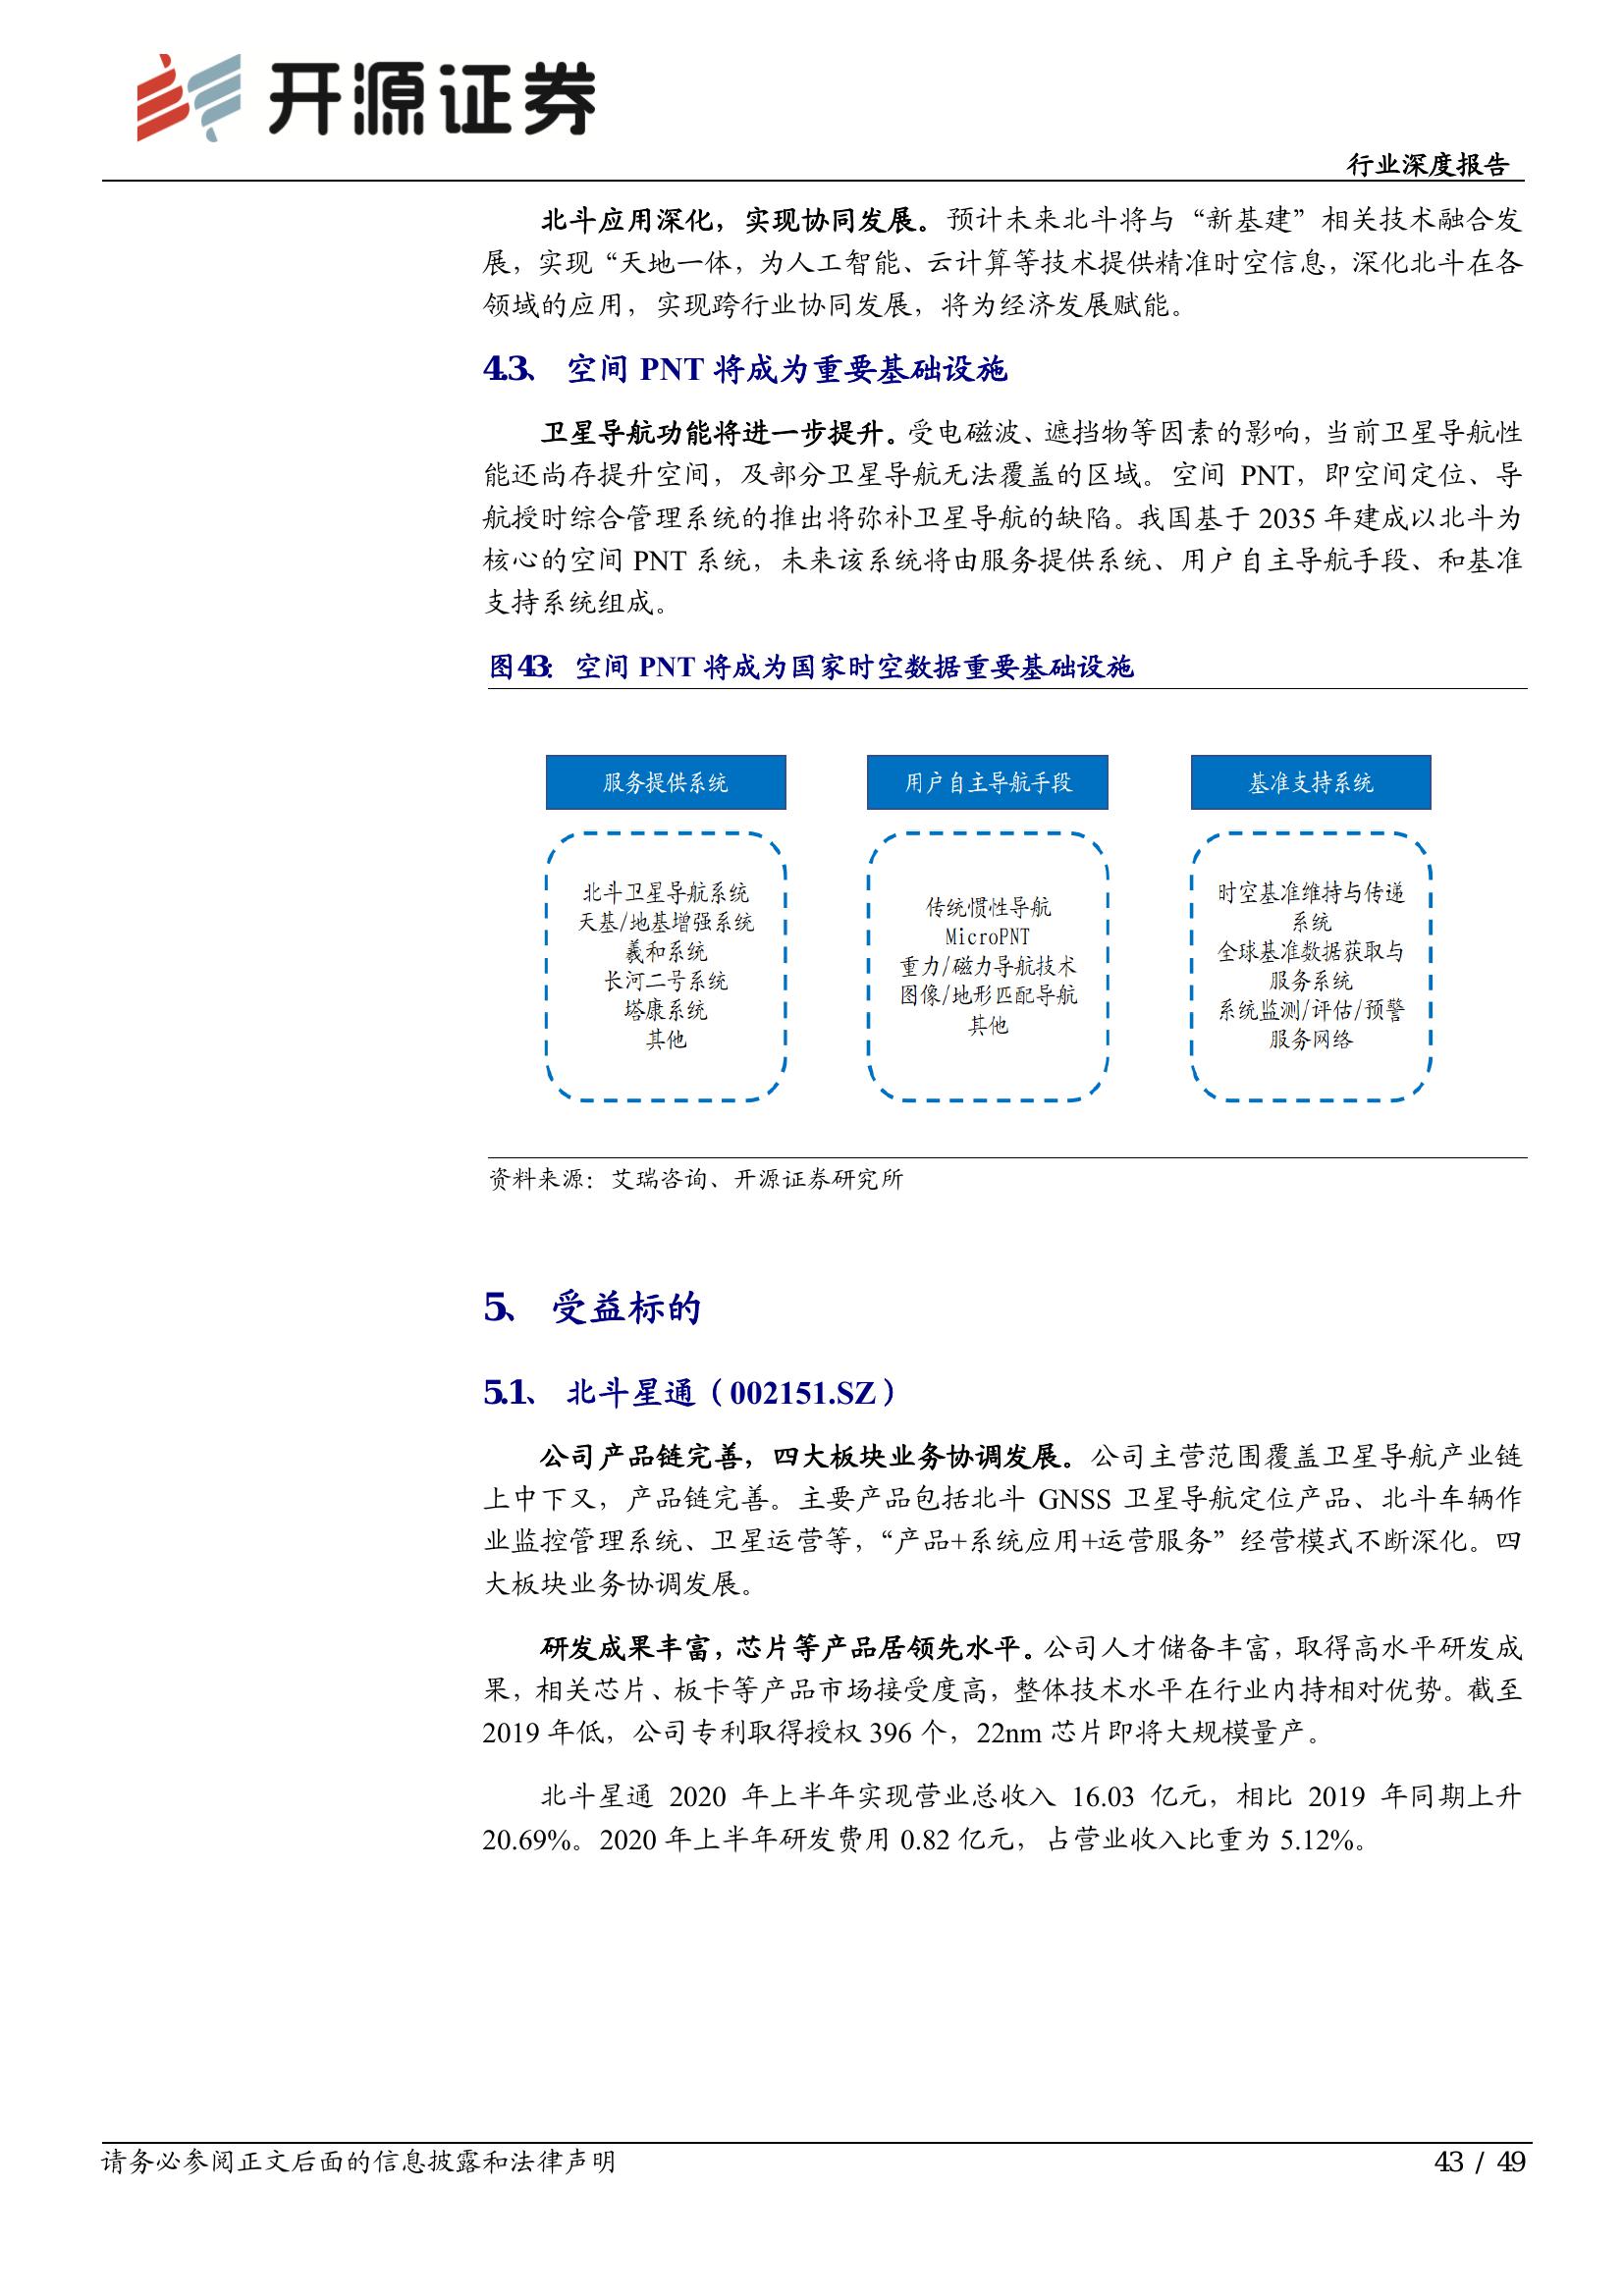 开源证券
行业深度报告
北斗应用深化，实现协同发展。预计未来北斗将与“新基建”相关技术融合发
展，实现“天地一体，为人工智能、云计算等技术提供精准时空信息，深化北斗在各
领域的应用，实现跨行业协同发展，将为经济发展赋能。
4.3、 空间 PNT 将成为重要基础设施
卫星导航功能将进一步提升。受电磁波、遮挡物等因素的影响，当前卫星导航性
能还尚存提升空间，及部分卫星导航无法覆盖的区域。空间 PNT，即空间定位、导
航授时综合管理系统的推出将弥补卫星导航的缺陷。我国基于 2035 年建成以北斗为
核心的空间 PNT 系统，未来该系统将由服务提供系统、用户自主导航手段、和基准
支持系统组成。
图43： 空间 PNT 将成为国家时空数据重要基础设施
服务提供系统
北斗卫星导航系统
天基/地基增强系统
羲和系统
长河二号系统
塔康系统
其他
用户自主导航手段
传统惯性导航
MicroPNT
重力/磁力导航技术
图像/地形匹配导航
其他
基准支持系统
时空基准维持与传递
系统
全球基准数据获取与
服务系统
系统监测/评估/预警
服务网络
资料来源：艾瑞咨询、开源证券研究所
5、 受益标的
5.1、 北斗星通（002151.SZ）
公司产品链完善，四大板块业务协调发展。公司主营范围覆盖卫星导航产业链
上中下又，产品链完善。主要产品包括北斗 GNSS 卫星导航定位产品、北斗车辆作
业监控管理系统、卫星运营等，“产品+系统应用+运营服务”经营模式不断深化。四
大板块业务协调发展。
研发成果丰富，芯片等产品居领先水平。公司人才储备丰富，取得高水平研发成
果，相关芯片、板卡等产品市场接受度高，整体技术水平在行业内持相对优势。截至
2019 年低，公司专利取得授权 396 个，22nm 芯片即将大规模量产。
北斗星通 2020 年上半年实现营业总收入 16.03 亿元，相比 2019 年同期上升
20.69%。2020 年上半年研发费用 0.82 亿元，占营业收入比重为 5.12%。
请务必参阅正文后面的信息披露和法律声明
43 / 49